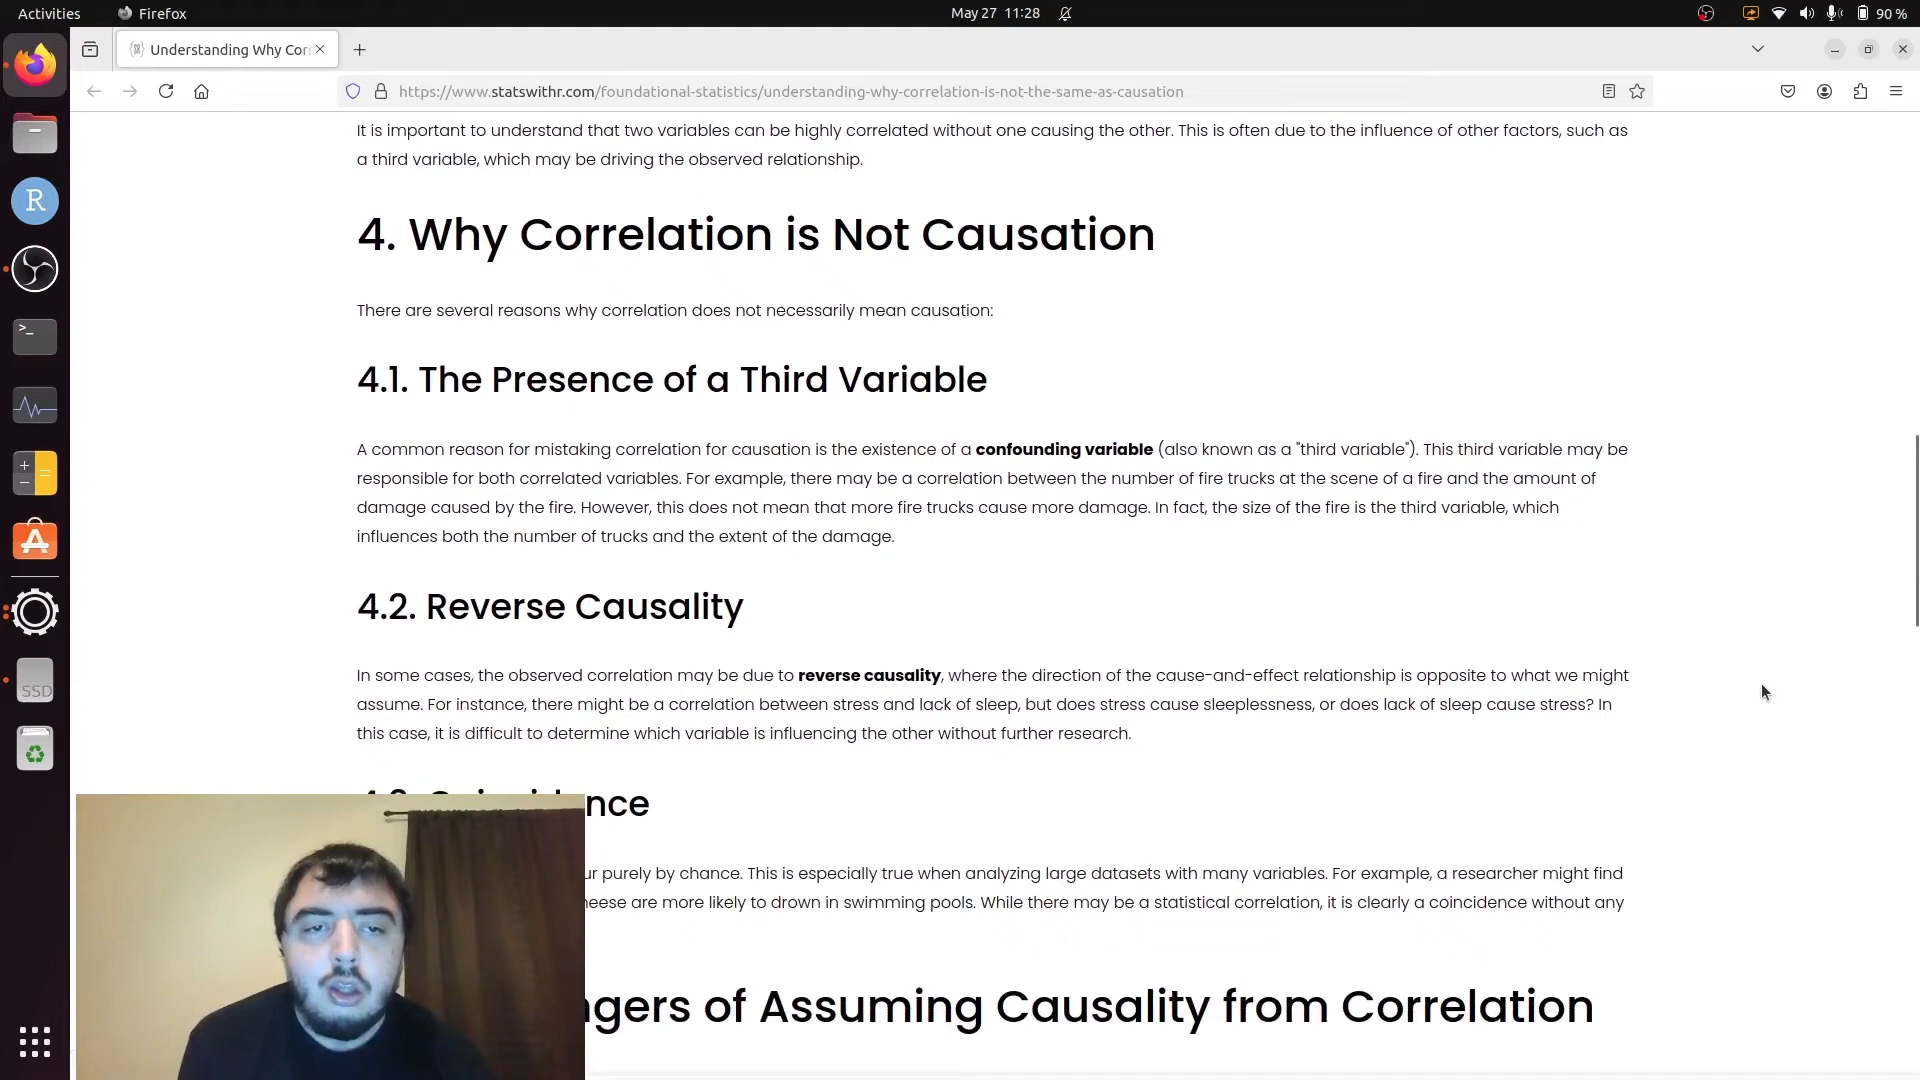 Activities
Firefox
May 27 11:28
90 %
Understanding Why Cor
https://www.statswithr.com/foundational-statistics/understanding-why-correlation-is-not-the-same-as-causation
It is important to understand that two variables can be highly correlated without one causing the other. This is often due to the influence of other factors, such as
a third variable, which may be driving the observed relationship.
4. Why Correlation is Not Causation
There are several reasons why correlation does not necessarily mean causation:
4.1. The Presence of a Third Variable
A common reason for mistaking correlation for causation is the existence of a confounding variable (also known as a "third variable"). This third variable may be
responsible for both correlated variables. For example, there may be a correlation between the number of fire trucks at the scene of a fire and the amount of
damage caused by the fire. However, this does not mean that more fire trucks cause more damage. In fact, the size of the fire is the third variable, which
influences both the number of trucks and the extent of the damage.
4.2. Reverse Causality
In some cases, the observed correlation may be due to reverse causality, where the direction of the cause-and-effect relationship is opposite to what we might
assume. For instance, there might be a correlation between stress and lack of sleep, but does stress cause sleeplessness, or does lack of sleep cause stress? In
this case, it is difficult to determine which variable is influencing the other without further research.
nce
purely by chance. This is especially true when analyzing large datasets with many variables. For example, a researcher might find
are more likely to drown in swimming pools. While there may be a statistical correlation, it is clearly a coincidence without any
ngers of Assuming Causality from Correlation
R
SSD